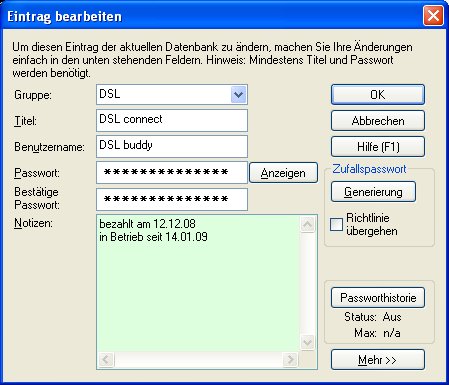 Eintrag bearbeiten
Um diesen Eintrag der aktuellen Datenbank zu ändern, machen Sie Ihre Änderungen
einfach in den unten stehenden Feldern. Hinweis: Mindestens Titel und Passwort
werden benötigt.
Gruppe: DSL
OK
Titel: DSL connect
Abbrechen
Benutzername: DSL buddy
Hilfe (F1)
Passwort: **************
Anzeigen
Zufallspasswort
Bestätige
Passwort: **************
Generierung
Notizen:
bezahlt am 12.12.08
in Betrieb seit 14.01.09
Richtlinie
übergehen
Passworthistorie
Status: Aus
Max: n/a
Mehr >>